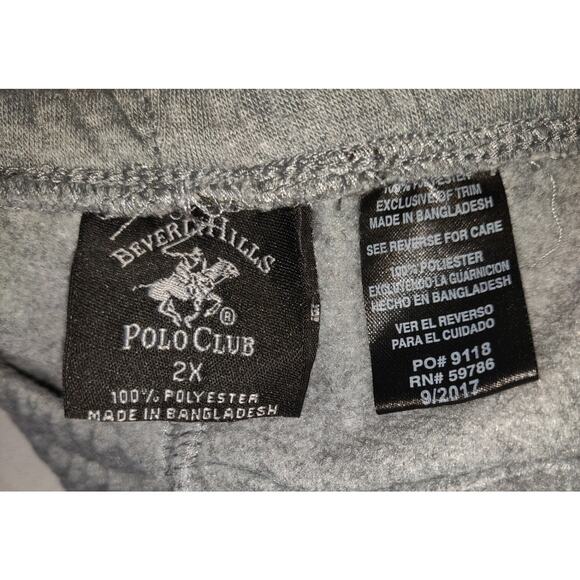 BEVERLY HILLS
®
POLO CLUB
2X
100% POLYESTER
MADE IN BANGLADESH
100% POLYESTER
EXCLUSIVE OF TRIM
MADE IN BANGLADESH
SEE REVERSE FOR CARE
100% POLIESTER
EXCLUYENDO LA GUARNICION
HECHO EN BANGLADESH
VER EL REVERSO
PARA EL CUIDADO
PO# 9118
RN# 59786
9/2017